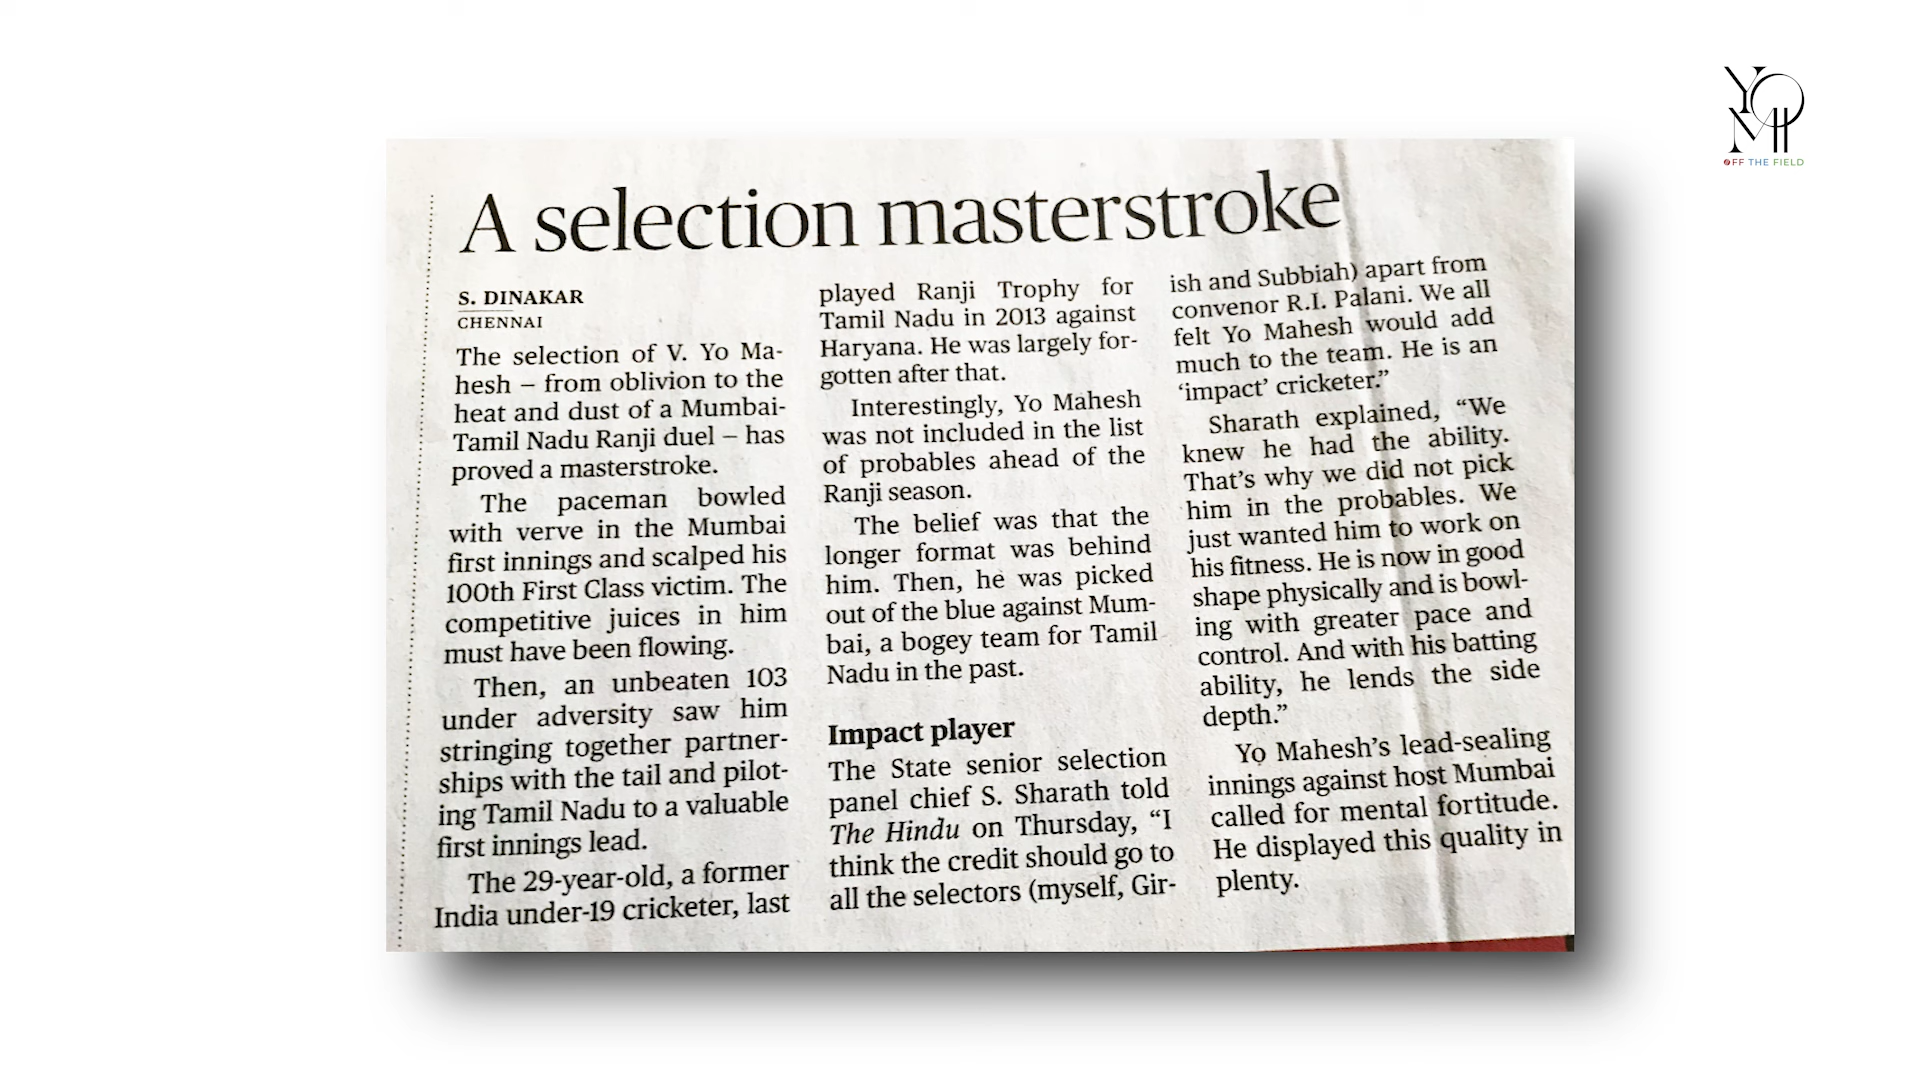 A selection masterstroke
S. DINAKAR
CHENNAI
The selection of V. Yo Ma-
hesh – from oblivion to the
heat and dust of a Mumbai-
Tamil Nadu Ranji duel – has
proved a masterstroke.
The paceman bowled
with verve in the Mumbai
first innings and scalped his
100th First Class victim. The
competitive juices in him
must have been flowing.
Then, an unbeaten 103
under adversity saw him
stringing together partner-
ships with the tail and pilot-
ing Tamil Nadu to a valuable
first innings lead.
The 29-year-old, a former
India under-19 cricketer, last
played Ranji Trophy for
Tamil Nadu in 2013 against
Haryana. He was largely for-
gotten after that.
Interestingly, Yo Mahesh
was not included in the list
of probables ahead of the
Ranji season.
The belief was that the
longer format was behind
him. Then, he was picked
out of the blue against Mum-
bai, a bogey team for Tamil
Nadu in the past.
Impact player
The State senior selection
panel chief S. Sharath told
The Hindu on Thursday, “I
think the credit should go to
all the selectors (myself, Gir-
ish and Subbiah) apart from
convenor R.I. Palani. We all
felt Yo Mahesh would add
much to the team. He is an
‘impact’ cricketer.”
Sharath explained, “We
knew he had the ability.
That’s why we did not pick
him in the probables. We
just wanted him to work on
his fitness. He is now in good
shape physically and is bowl-
ing with greater pace and
control. And with his batting
ability, he lends the side
depth.”
Yo Mahesh’s lead-sealing
innings against host Mumbai
called for mental fortitude.
He displayed this quality in
plenty.
YO
MI
OFF THE FIELD